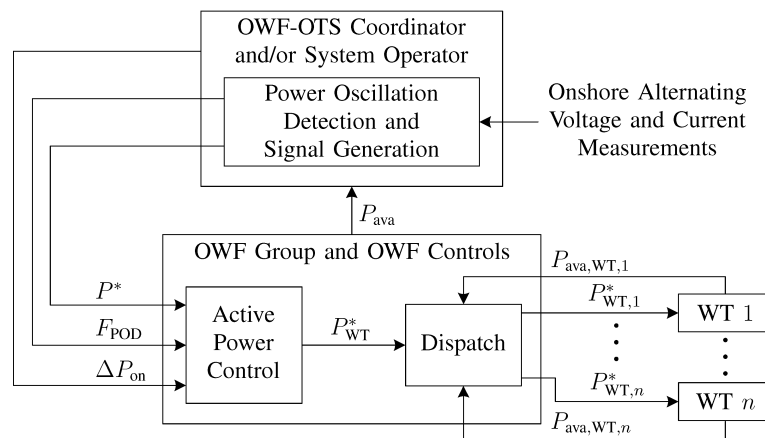 OWF-OTS Coordinator
and/or System Operator
Power Oscillation
Detection and
Signal Generation
Onshore Alternating
Voltage and Current
Measurements
P_ava
OWF Group and OWF Controls
P*
F_POD
ΔP_on
Active
Power
Control
P*_WT
Dispatch
P_ava,WT,1
P*_WT,1
WT 1
P*_WT,n
WT n
P_ava,WT,n